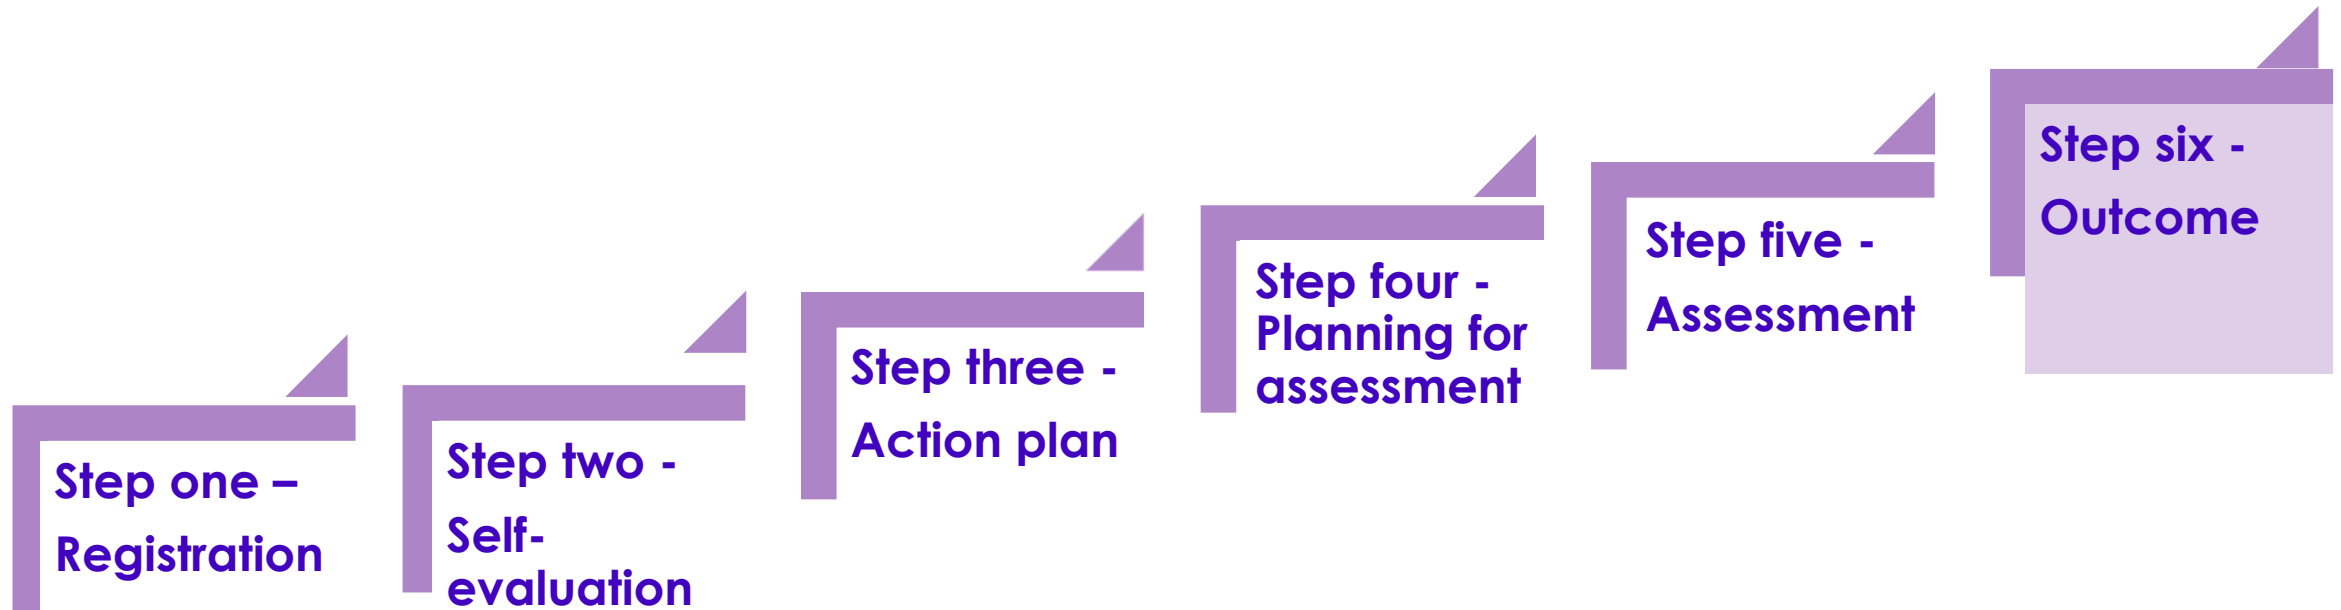 Step one –
Registration
Step two -
Self-
evaluation
Step three -
Action plan
Step four -
Planning for
assessment
Step five -
Assessment
Step six -
Outcome